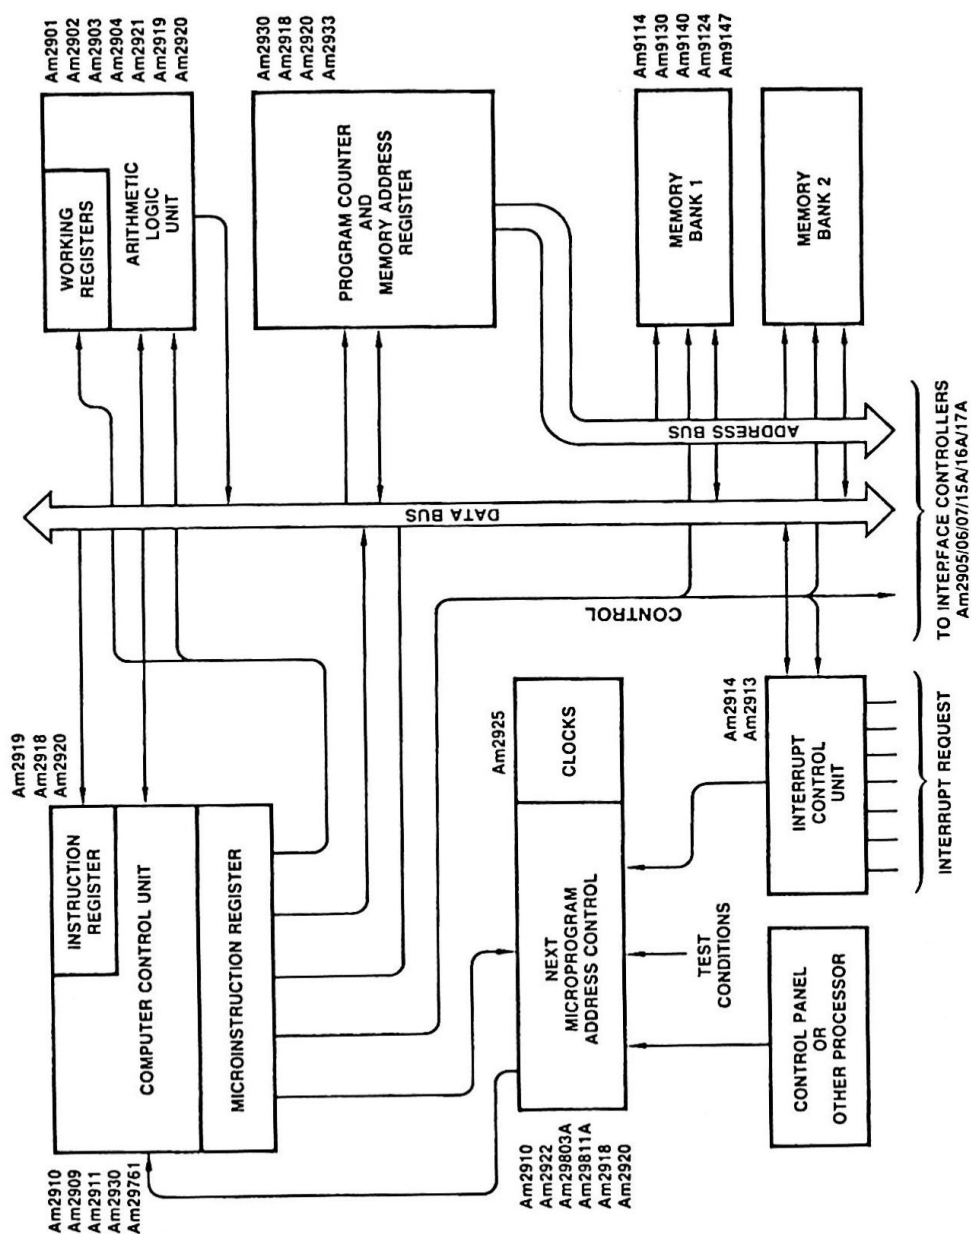 Am2910
Am2909
Am2911
Am2930
Am29761
INSTRUCTION
REGISTER
COMPUTER CONTROL UNIT
MICROINSTRUCTION REGISTER
Am2919
Am2918
Am2920
Am2901
Am2902
Am2903
Am2904
Am2921
Am2919
Am2920
WORKING
REGISTERS
ARITHMETIC
LOGIC
UNIT
Am2930
Am2918
Am2920
Am2933
PROGRAM COUNTER
AND
MEMORY ADDRESS
REGISTER
DATA BUS
ADDRESS BUS
CONTROL
Am2910
Am2922
Am29803A
Am29811A
Am2918
Am2920
NEXT
MICROPROGRAM
ADDRESS CONTROL
CLOCKS
Am2925
TEST
CONDITIONS
CONTROL PANEL
OR
OTHER PROCESSOR
Am2914
Am2913
INTERRUPT
CONTROL
UNIT
INTERRUPT REQUEST
Am9114
Am9130
Am9140
Am9124
Am9147
MEMORY
BANK 1
MEMORY
BANK 2
TO INTERFACE CONTROLLERS
Am2905/06/07/15A/16A/17A